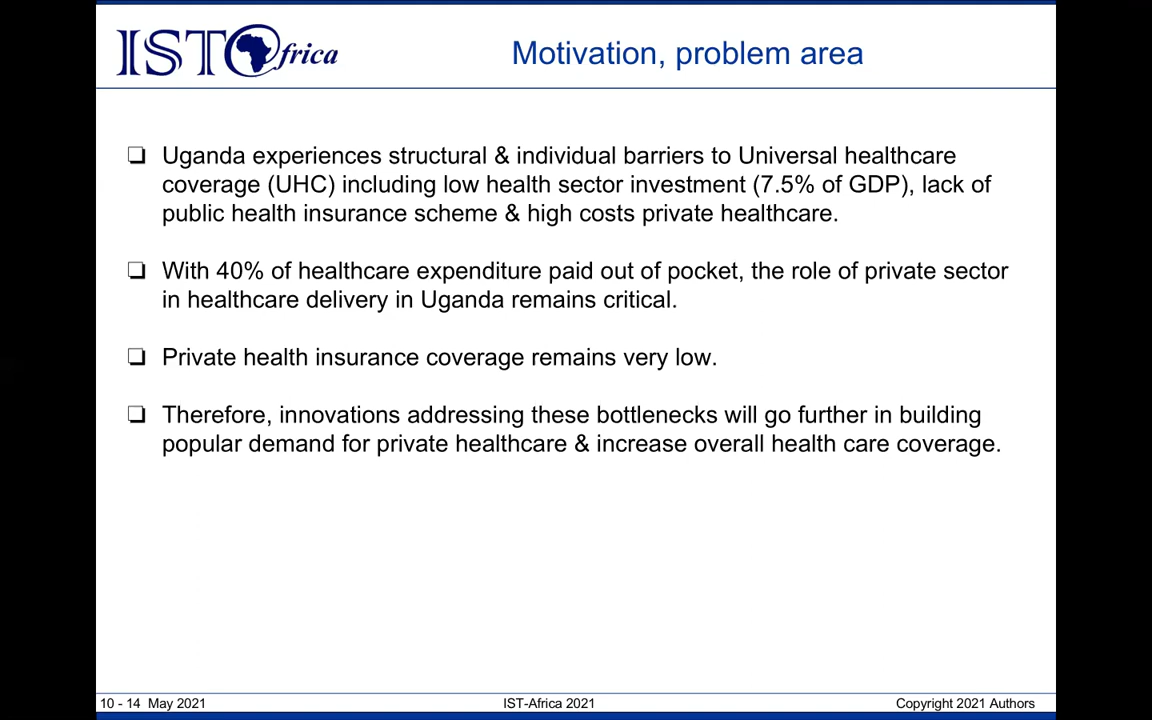 IST Africa
Motivation, problem area
❏ Uganda experiences structural & individual barriers to Universal healthcare
coverage (UHC) including low health sector investment (7.5% of GDP), lack of
public health insurance scheme & high costs private healthcare.
❏ With 40% of healthcare expenditure paid out of pocket, the role of private sector
in healthcare delivery in Uganda remains critical.
❏ Private health insurance coverage remains very low.
❏ Therefore, innovations addressing these bottlenecks will go further in building
popular demand for private healthcare & increase overall health care coverage.
10 - 14 May 2021 IST-Africa 2021 Copyright 2021 Authors